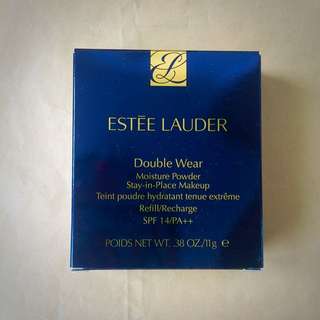 ESTĒE LAUDER
Double Wear
Moisture Powder
Stay-in-Place Makeup
Teint poudre hydratant tenue extrême
Refill/Recharge
SPF 14/PA++
POIDS NET WT. .38 OZ/11g e